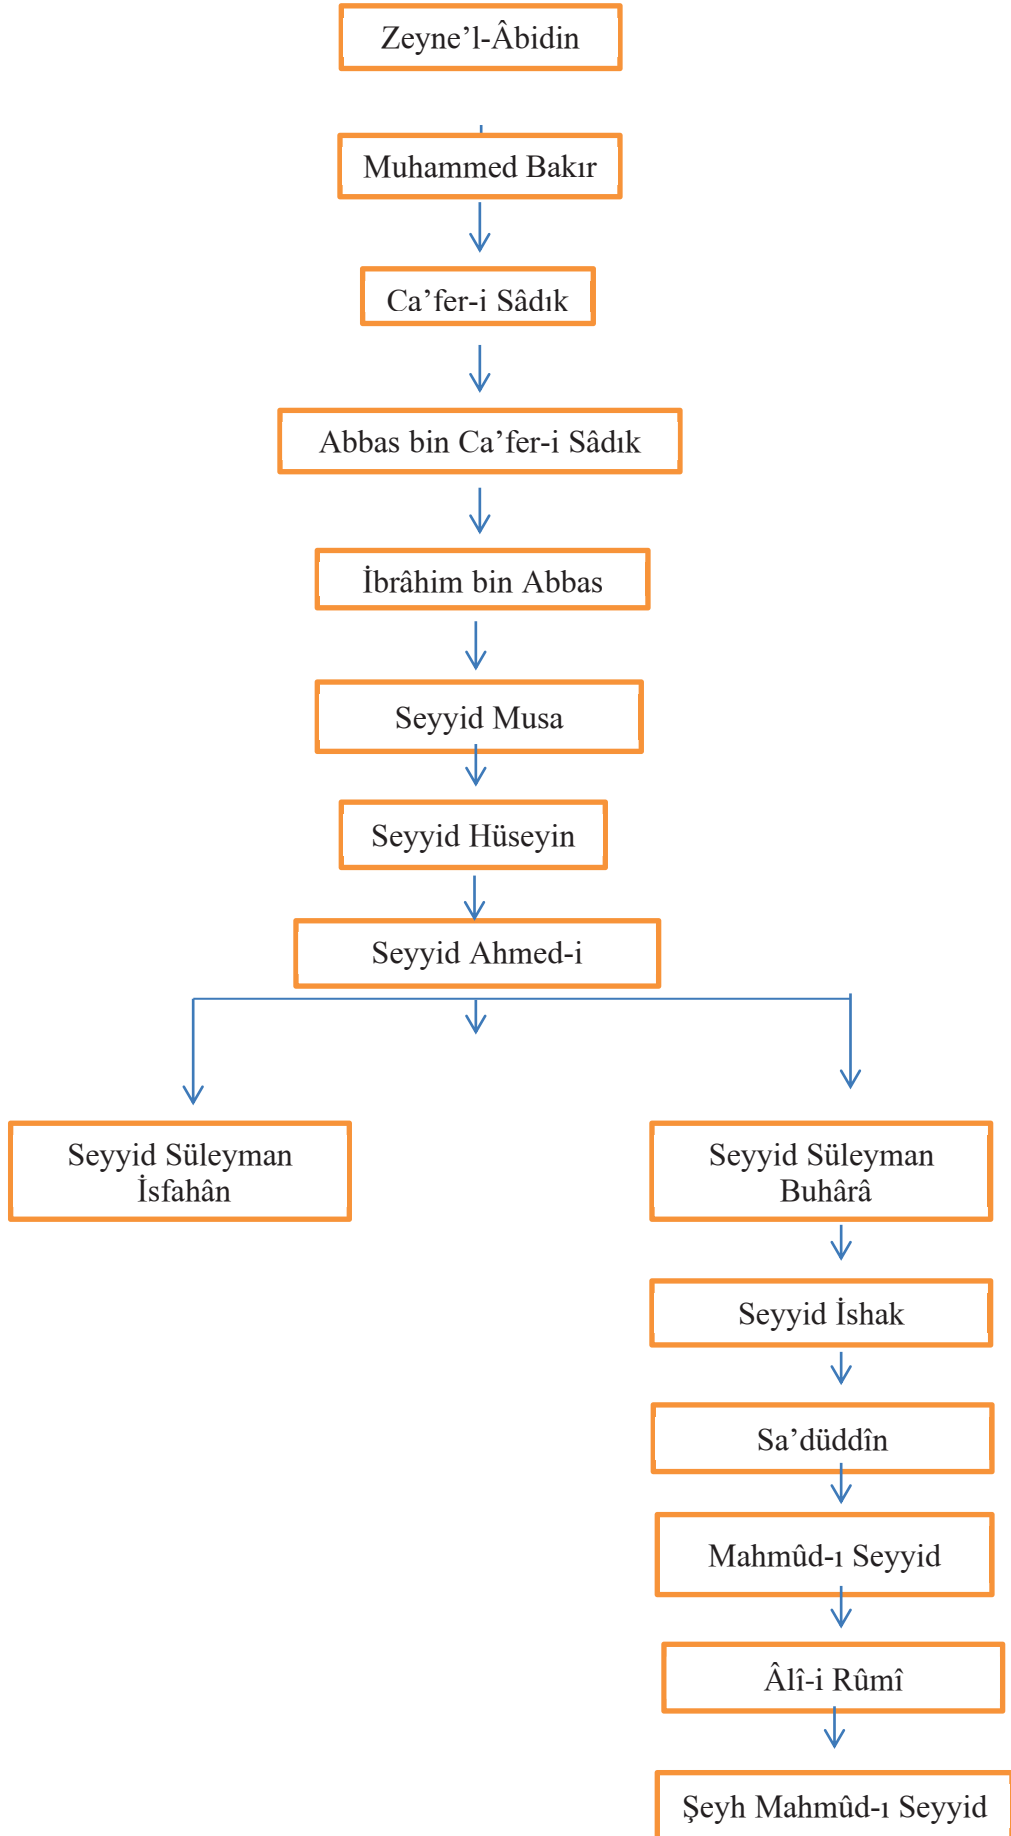 Zeyne’l-Âbidin
Muhammed Bakır
Ca’fer-i Sâdık
Abbas bin Ca’fer-i Sâdık
İbrâhim bin Abbas
Seyyid Musa
Seyyid Hüseyin
Seyyid Ahmed-i
Seyyid Süleyman
İsfahân
Seyyid Süleyman
Buhârâ
Seyyid İshak
Sa’düddîn
Mahmûd-ı Seyyid
Âlî-i Rûmî
Şeyh Mahmûd-ı Seyyid